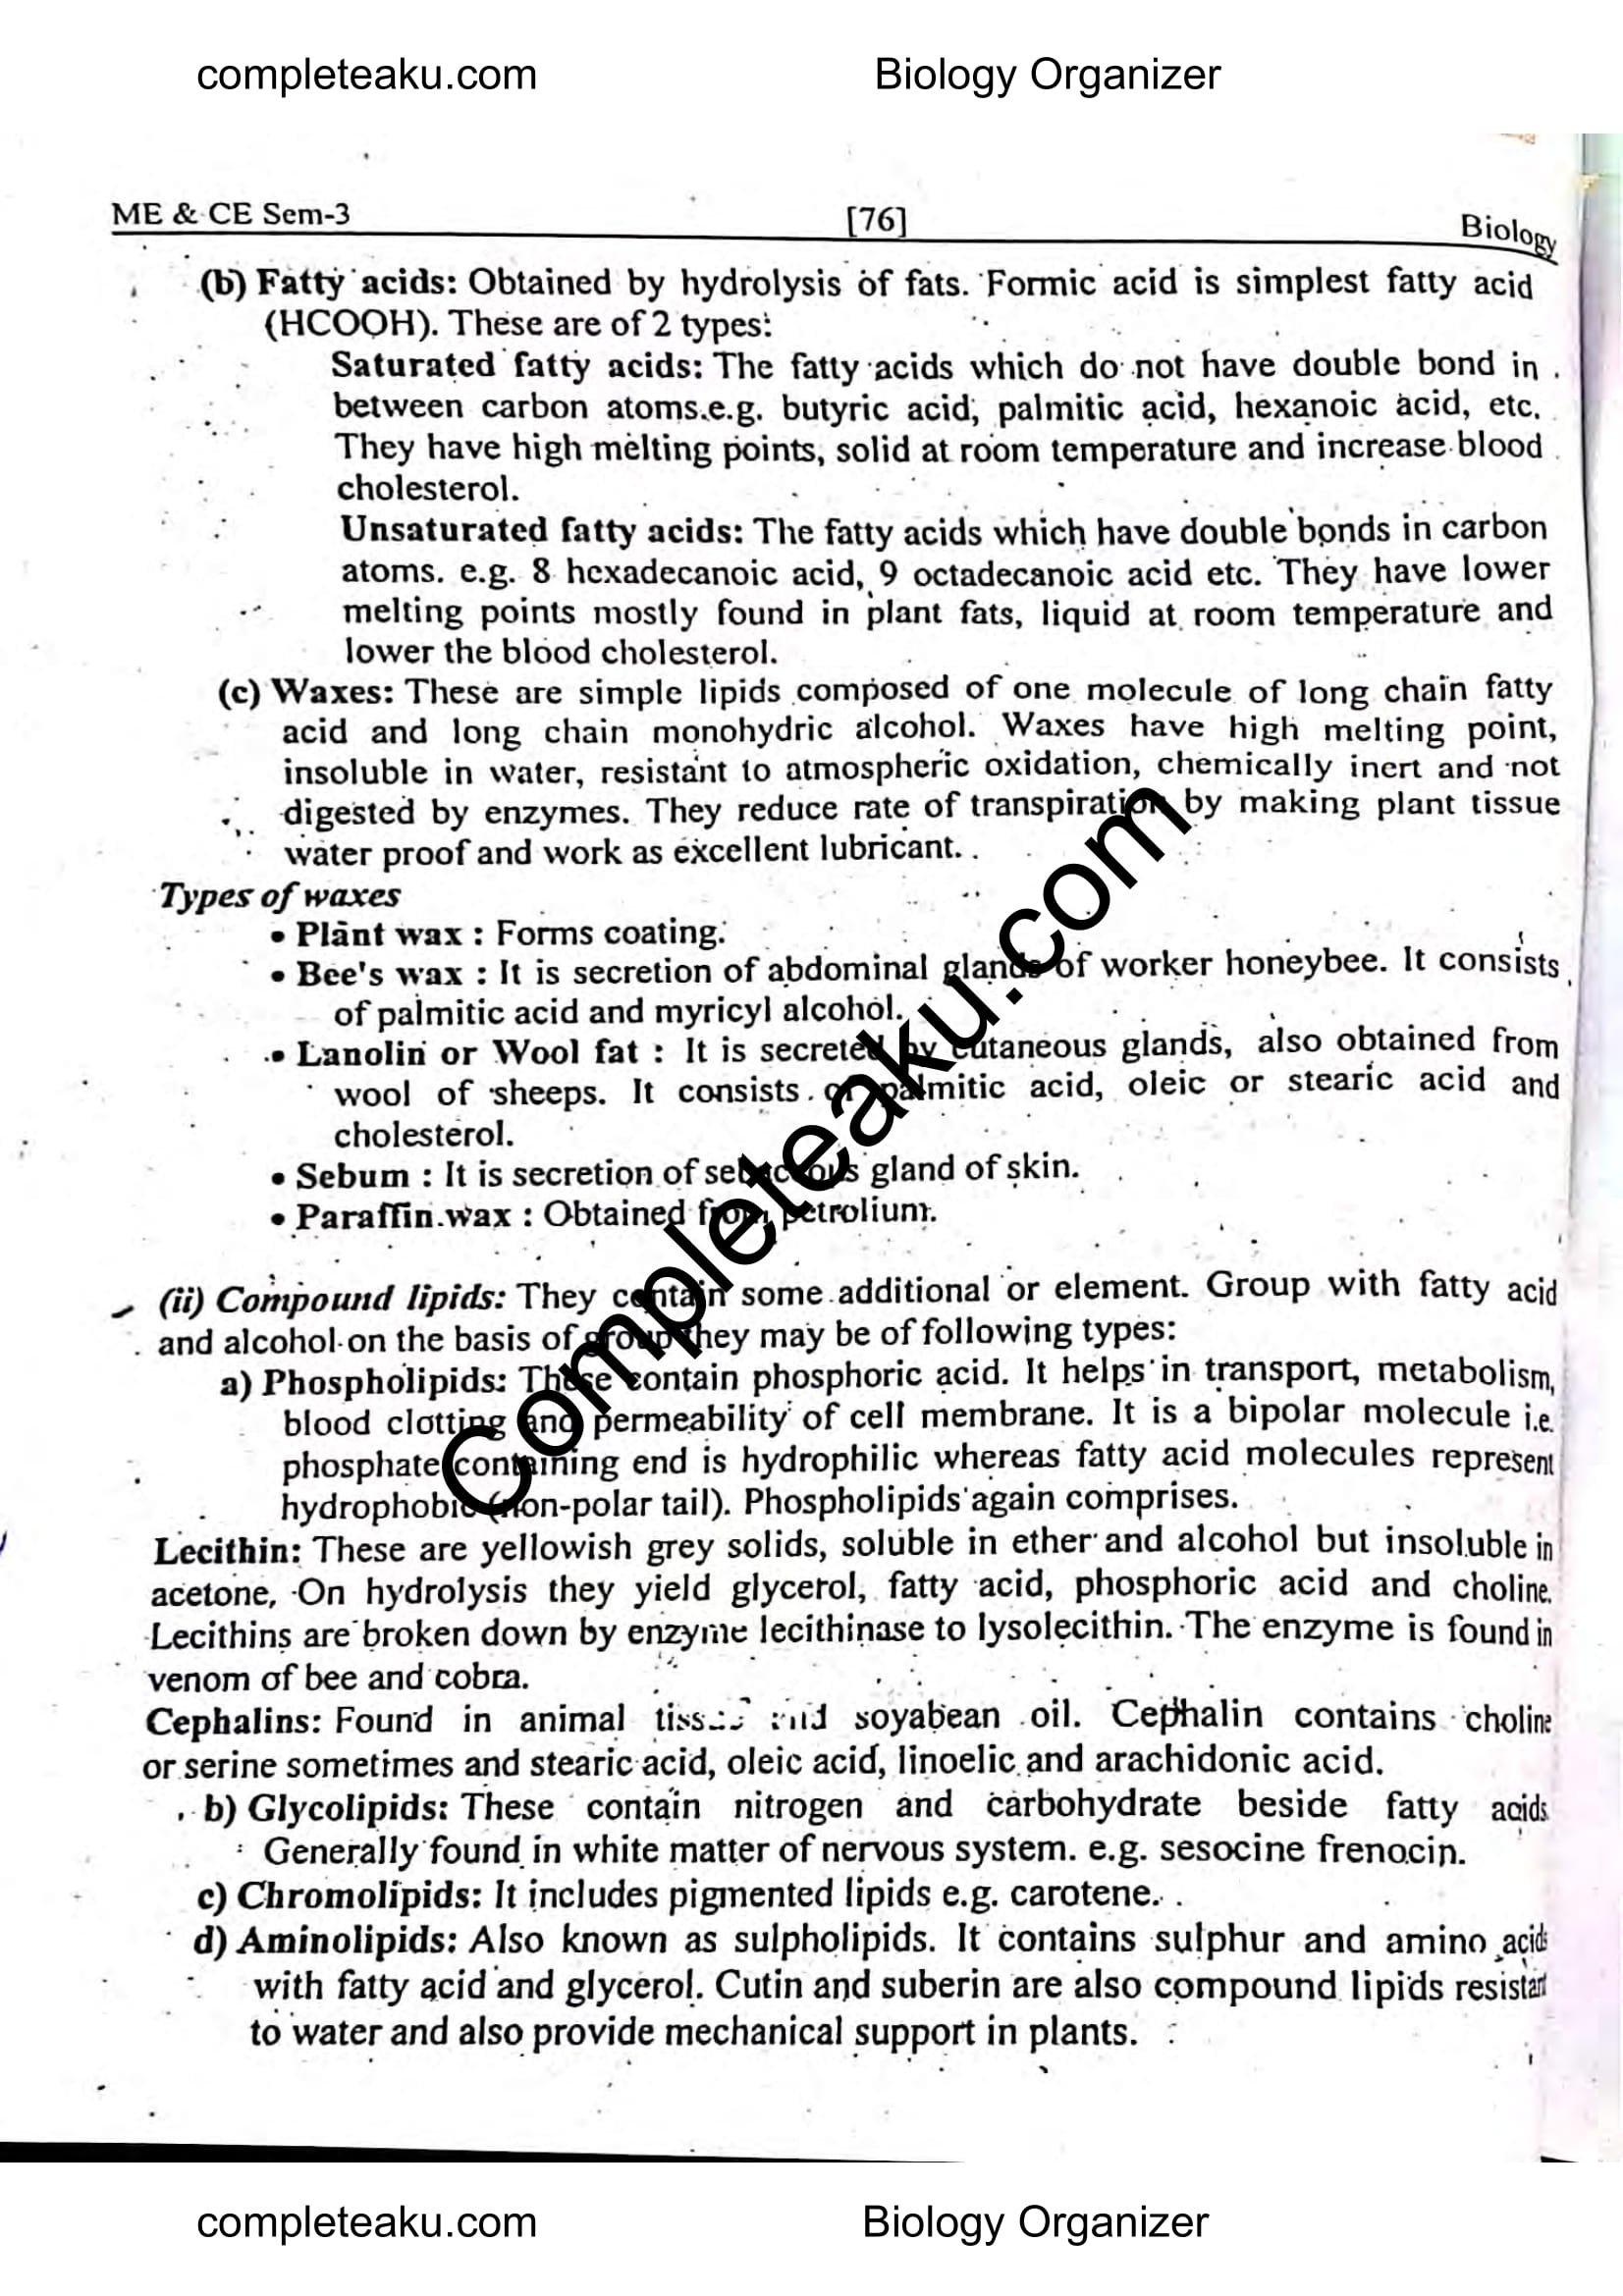 completeaku.com Biology Organizer
ME & CE Sem-3 [76] Biology
(b) Fatty acids: Obtained by hydrolysis of fats. Formic acid is simplest fatty acid
(HCOOH). These are of 2 types:
Saturated fatty acids: The fatty acids which do not have double bond in
between carbon atoms.e.g. butyric acid, palmitic acid, hexanoic acid, etc.
They have high melting points, solid at room temperature and increase blood
cholesterol.
Unsaturated fatty acids: The fatty acids which have double bonds in carbon
atoms. e.g. 8 hexadecanoic acid, 9 octadecanoic acid etc. They have lower
melting points mostly found in plant fats, liquid at room temperature and
lower the blood cholesterol.
(c) Waxes: These are simple lipids composed of one molecule of long chain fatty
acid and long chain monohydric alcohol. Waxes have high melting point,
insoluble in water, resistant to atmospheric oxidation, chemically inert and not
digested by enzymes. They reduce rate of transpiration by making plant tissue
water proof and work as excellent lubricant.
Types of waxes
• Plant wax : Forms coating.
• Bee's wax : It is secretion of abdominal glands of worker honeybee. It consists
of palmitic acid and myricyl alcohol.
• Lanolin or Wool fat : It is secreted by cutaneous glands, also obtained from
wool of sheeps. It consists of palmitic acid, oleic or stearic acid and
cholesterol.
• Sebum : It is secretion of sebaceous gland of skin.
• Paraffin wax : Obtained from petrolium.
(ii) Compound lipids: They contain some additional or element. Group with fatty acid
and alcohol on the basis of group they may be of following types:
a) Phospholipids: These contain phosphoric acid. It helps in transport, metabolism,
blood clotting and permeability of cell membrane. It is a bipolar molecule i.e.
phosphate containing end is hydrophilic whereas fatty acid molecules represent
hydrophobic (non-polar tail). Phospholipids again comprises.
Lecithin: These are yellowish grey solids, soluble in ether and alcohol but insoluble in
acetone, On hydrolysis they yield glycerol, fatty acid, phosphoric acid and choline.
Lecithins are broken down by enzyme lecithinase to lysolecithin. The enzyme is found in
venom of bee and cobra.
Cephalins: Found in animal soyabean oil. Cephalin contains choline
or serine sometimes and stearic acid, oleic acid, linoelic and arachidonic acid.
b) Glycolipids: These contain nitrogen and carbohydrate beside fatty acids.
Generally found in white matter of nervous system. e.g. sesocine frenocin.
c) Chromolipids: It includes pigmented lipids e.g. carotene.
d) Aminolipids: Also known as sulpholipids. It contains sulphur and amino acids
with fatty acid and glycerol. Cutin and suberin are also compound lipids resistant
to water and also provide mechanical support in plants.
Completeaku.com
completeaku.com Biology Organizer